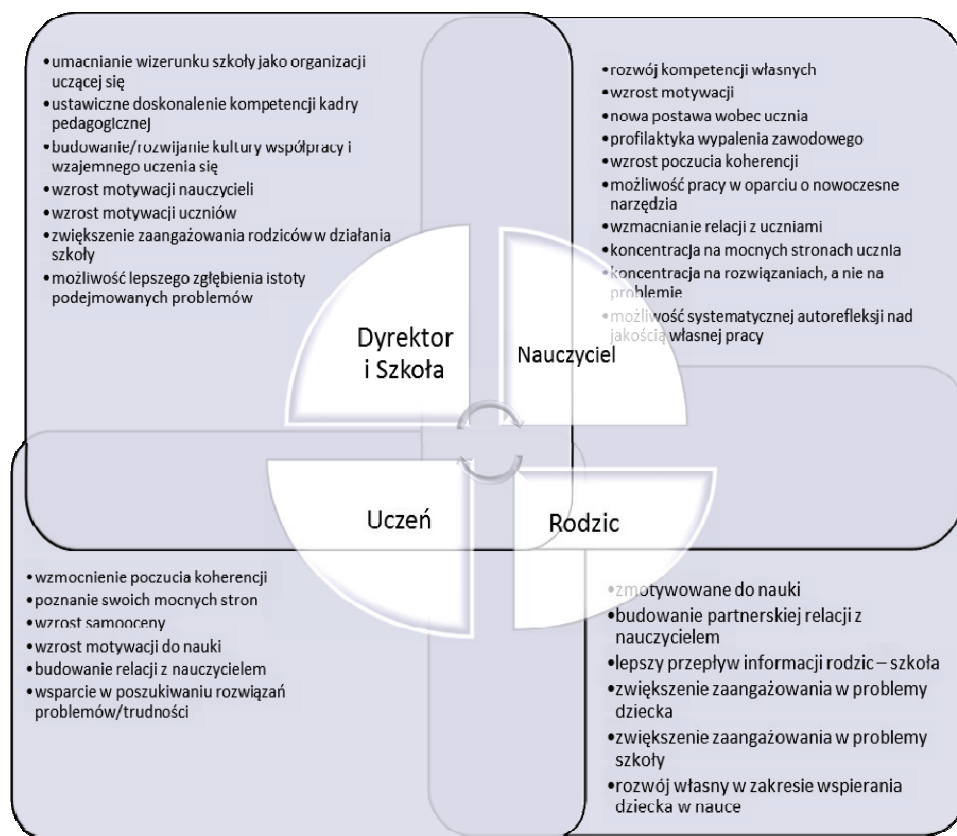 •umacnianie wizerunku szkoły jako organizacji
uczącej się
•ustawiczne doskonalenie kompetencji kadry
pedagogicznej
•budowanie/rozwijanie kultury współpracy i
wzajemnego uczenia się
•wzrost motywacji nauczycieli
•wzrost motywacji uczniów
•zwiększenie zaangażowania rodziców w działania
szkoły
•możliwość lepszego zgłębienia istoty
podejmowanych problemów
•rozwój kompetencji własnych
•wzrost motywacji
•nowa postawa wobec ucznia
•profilaktyka wypalenia zawodowego
•wzrost poczucia koherencji
•możliwość pracy w oparciu o nowoczesne
narzędzia
•wzmacnianie relacji z uczniami
•koncentracja na mocnych stronach ucznia
•koncentracja na rozwiązaniach, a nie na
problemie
•możliwość systematycznej autorefleksji nad
jakością własnej pracy
Dyrektor
i Szkoła
Nauczyciel
Uczeń
Rodzic
•wzmocnienie poczucia koherencji
•poznanie swoich mocnych stron
•wzrost samooceny
•wzrost motywacji do nauki
•budowanie relacji z nauczycielem
•wsparcie w poszukiwaniu rozwiązań
problemów/trudności
•zmotywowane do nauki
•budowanie partnerskiej relacji z
nauczycielem
•lepszy przepływ informacji rodzic – szkoła
•zwiększenie zaangażowania w problemy
dziecka
•zwiększenie zaangażowania w problemy
szkoły
•rozwój własny w zakresie wspierania
dziecka w nauce